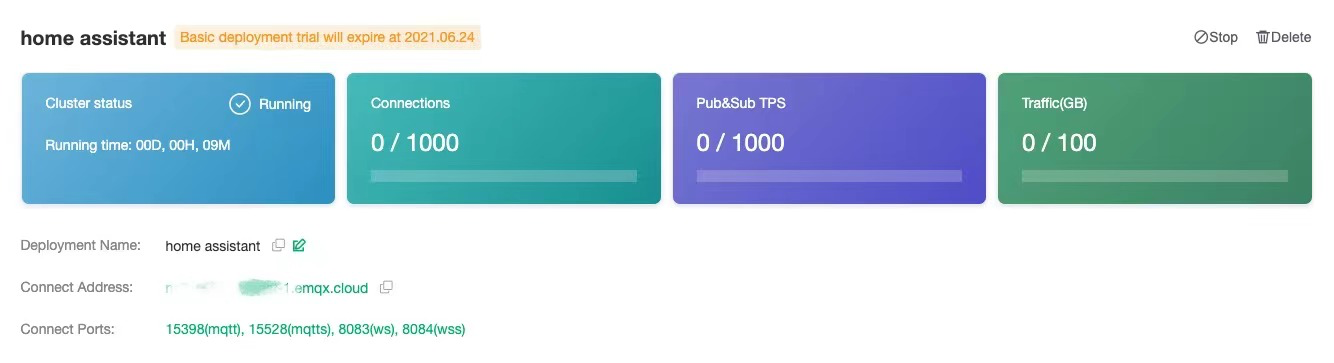 home assistant Basic deployment trial will expire at 2021.06.24 Stop Delete
Cluster status Running
Running time: 00D, 00H, 09M
Connections
0 / 1000
Pub&Sub TPS
0 / 1000
Traffic(GB)
0 / 100
Deployment Name: home assistant
Connect Address: 1.emqx.cloud
Connect Ports: 15398(mqtt), 15528(mqtts), 8083(ws), 8084(wss)